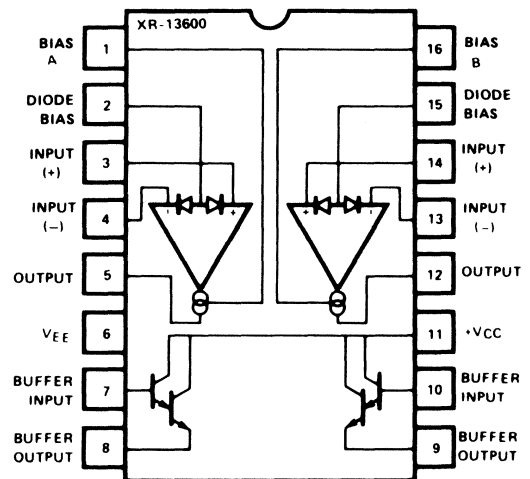 XR-13600
BIAS
A
1
DIODE
BIAS
2
INPUT
(+)
3
INPUT
(−)
4
OUTPUT
5
VEE
6
BUFFER
INPUT
7
BUFFER
OUTPUT
8
16
BIAS
B
15
DIODE
BIAS
14
INPUT
(+)
13
INPUT
(−)
12
OUTPUT
11
+VCC
10
BUFFER
INPUT
9
BUFFER
OUTPUT
-
+
+
-